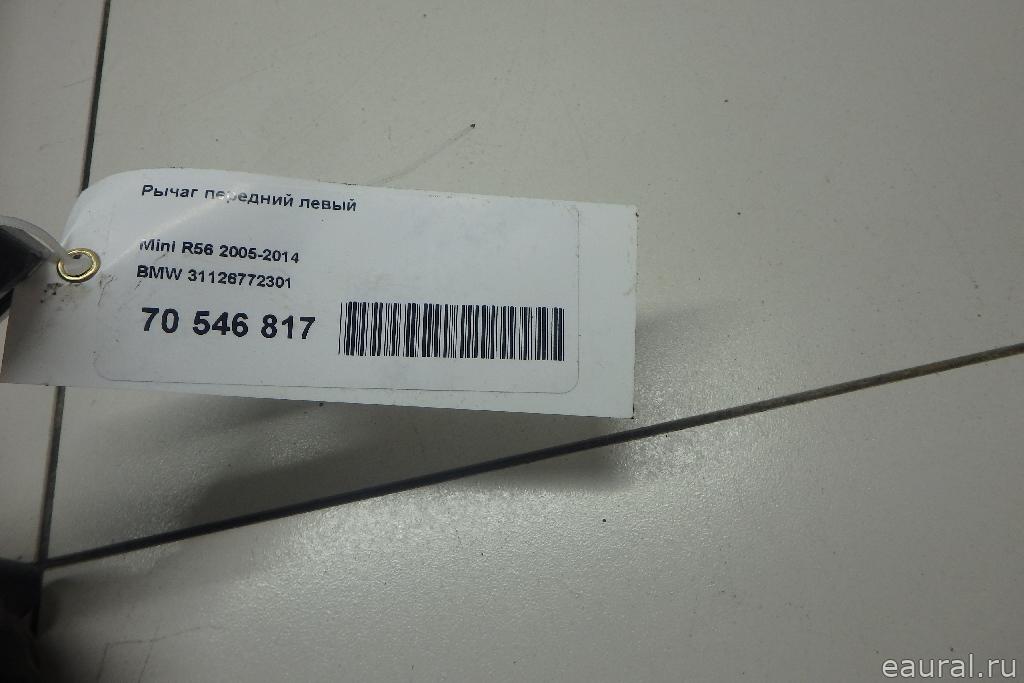 Рычаг передний левый
Mini R56 2005-2014
BMW 31126772301
70 546 817
eaural.ru